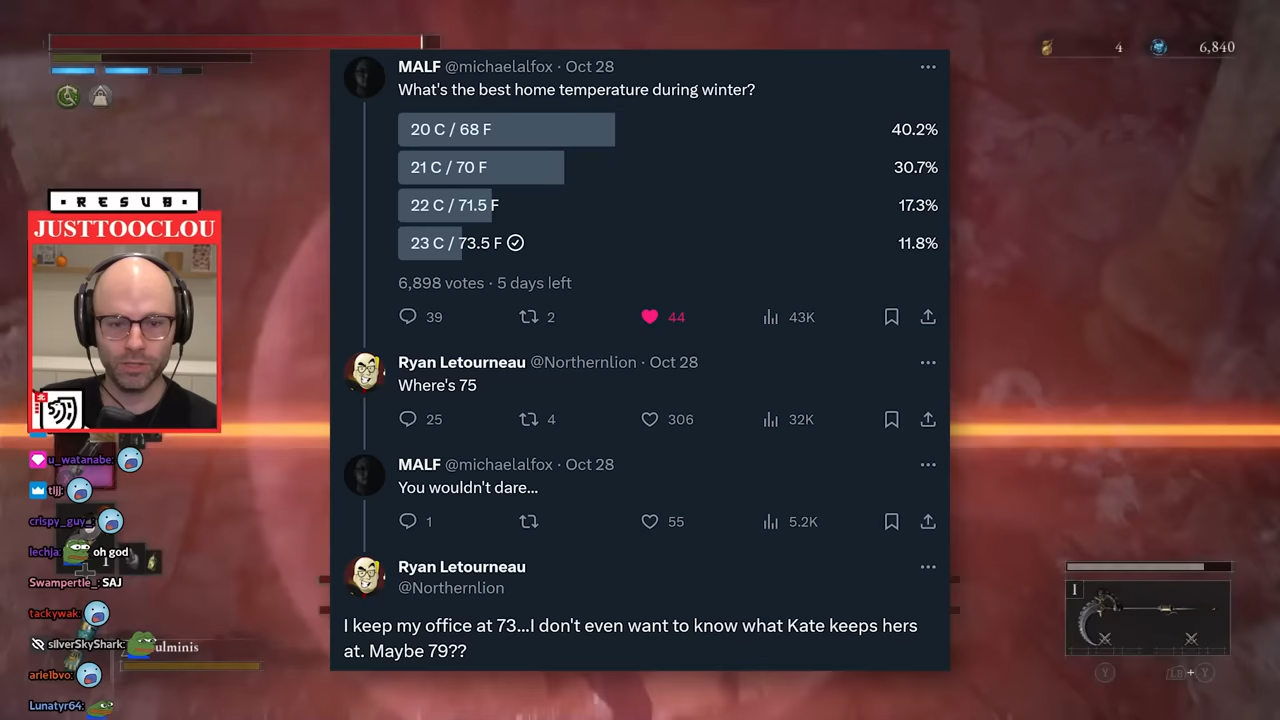 4
6,840
· R E S U B ·
JUSTTOOCLOU
MALF @michaelalfox · Oct 28
What's the best home temperature during winter?
20 C / 68 F 40.2%
21 C / 70 F 30.7%
22 C / 71.5 F 17.3%
23 C / 73.5 F 11.8%
6,898 votes · 5 days left
39 2 44 43K
Ryan Letourneau @Northernlion · Oct 28
Where's 75
25 4 306 32K
MALF @michaelalfox · Oct 28
You wouldn't dare...
1 55 5.2K
Ryan Letourneau
@Northernlion
I keep my office at 73...I don't even want to know what Kate keeps hers
at. Maybe 79??
u_watanabe:
tljj:
crispy_guy_:
lechja: oh god
1
Swampertle_: SAJ
tackywak:
silverSkyShark:
ulminis
arielbvo:
Lunatyr64:
1
Y LB + Y